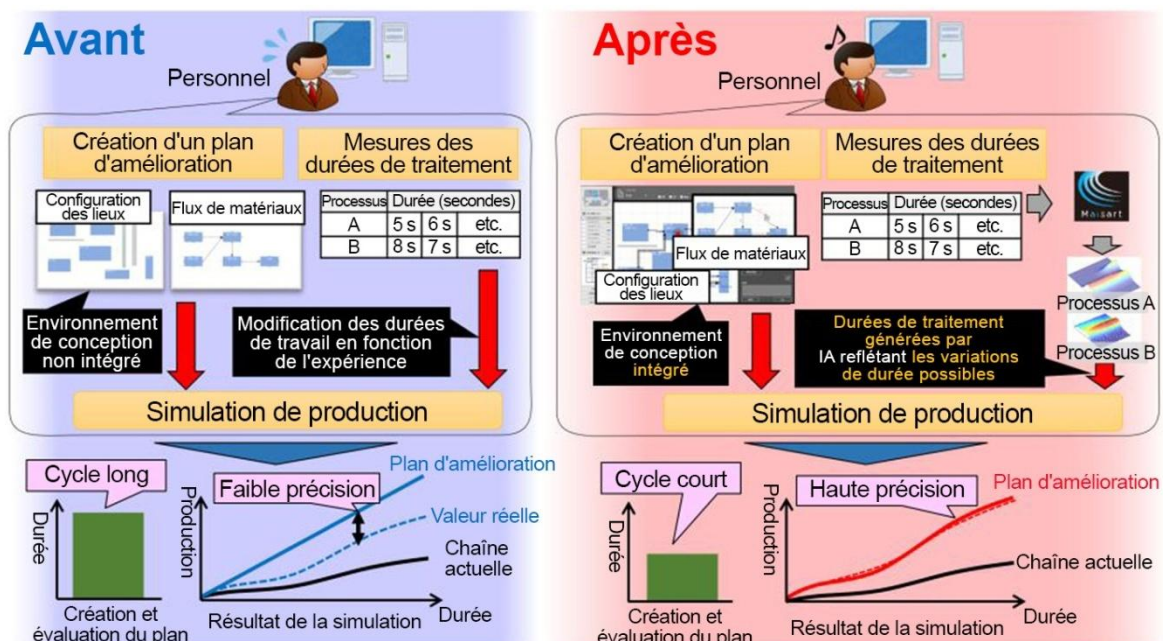 Avant
Personnel
Création d'un plan
d'amélioration
Mesures des
durées de traitement
Configuration
des lieux
Flux de matériaux
Processus Durée (secondes)
A 5 s 6 s etc.
B 8 s 7 s etc.
Environnement
de conception
non intégré
Modification des durées
de travail en fonction
de l'expérience
Simulation de production
Cycle long
Durée
Création et
évaluation du plan
Production
Faible précision
Plan d'amélioration
Valeur réelle
Chaîne
actuelle
Résultat de la simulation
Durée
Après
Personnel
Création d'un plan
d'amélioration
Mesures des durées
de traitement
Flux de matériaux
Configuration
des lieux
Processus Durée (secondes)
A 5 s 6 s etc.
B 8 s 7 s etc.
Maisart
Processus A
Processus B
Environnement
de conception
intégré
Durées de traitement
générées par
IA reflétant les variations
de durée possibles
Simulation de production
Cycle court
Durée
Création et
évaluation du plan
Production
Haute précision
Plan d'amélioration
Chaîne actuelle
Résultat de la simulation
Durée